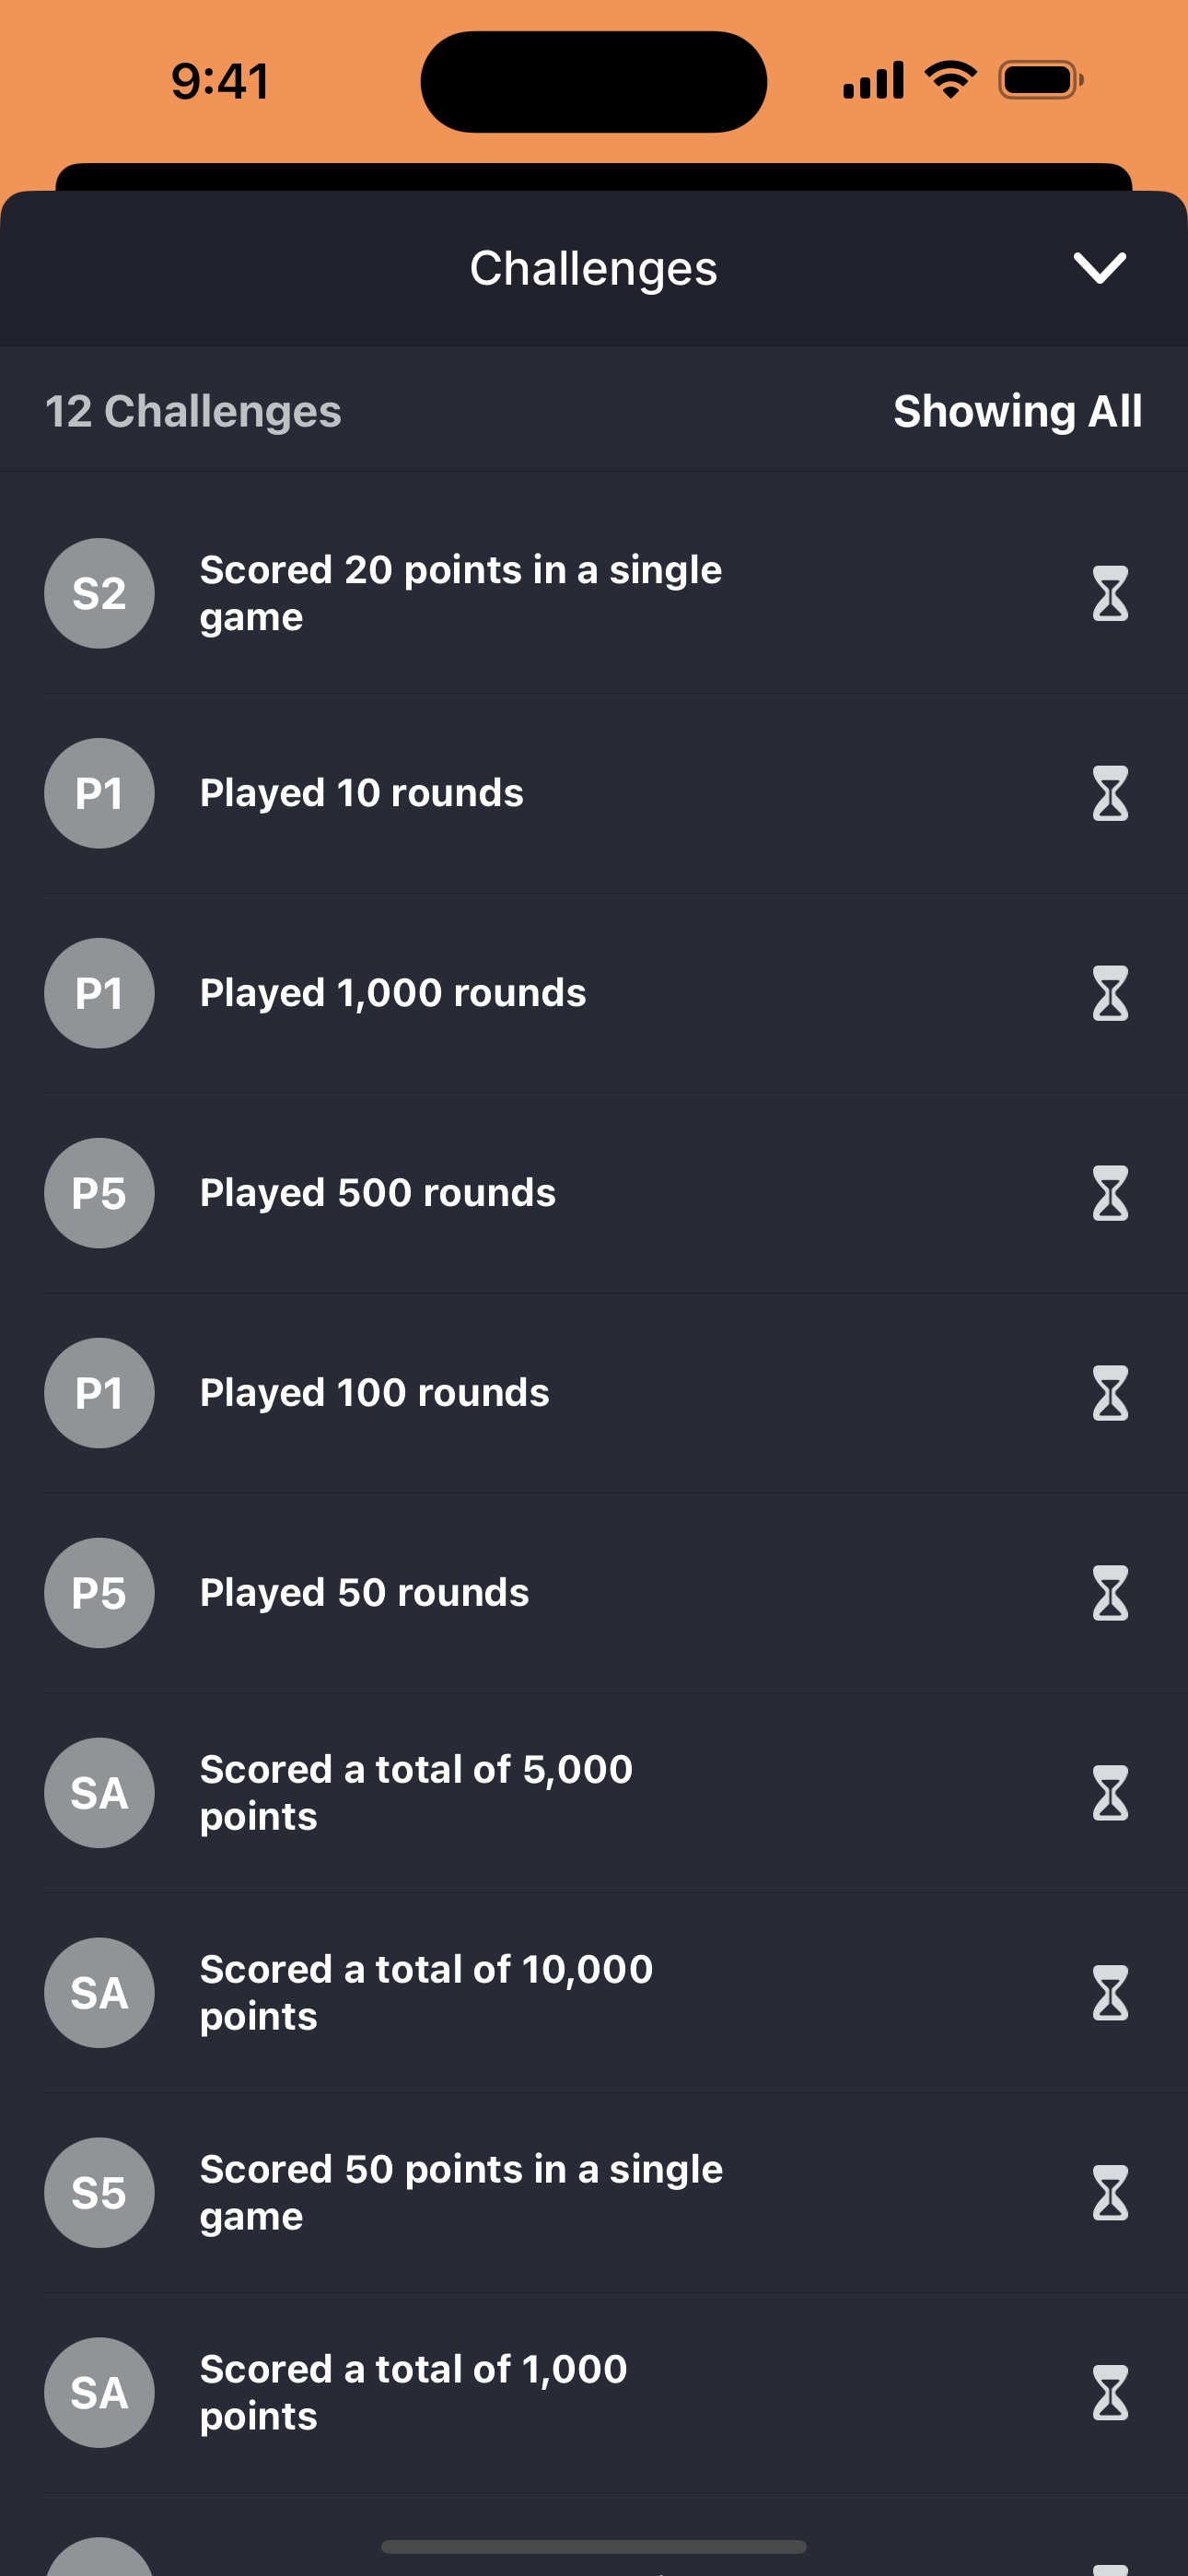 9:41
Challenges
12 Challenges
Showing All
S2
Scored 20 points in a single
game
P1
Played 10 rounds
P1
Played 1,000 rounds
P5
Played 500 rounds
P1
Played 100 rounds
P5
Played 50 rounds
SA
Scored a total of 5,000
points
SA
Scored a total of 10,000
points
S5
Scored 50 points in a single
game
SA
Scored a total of 1,000
points